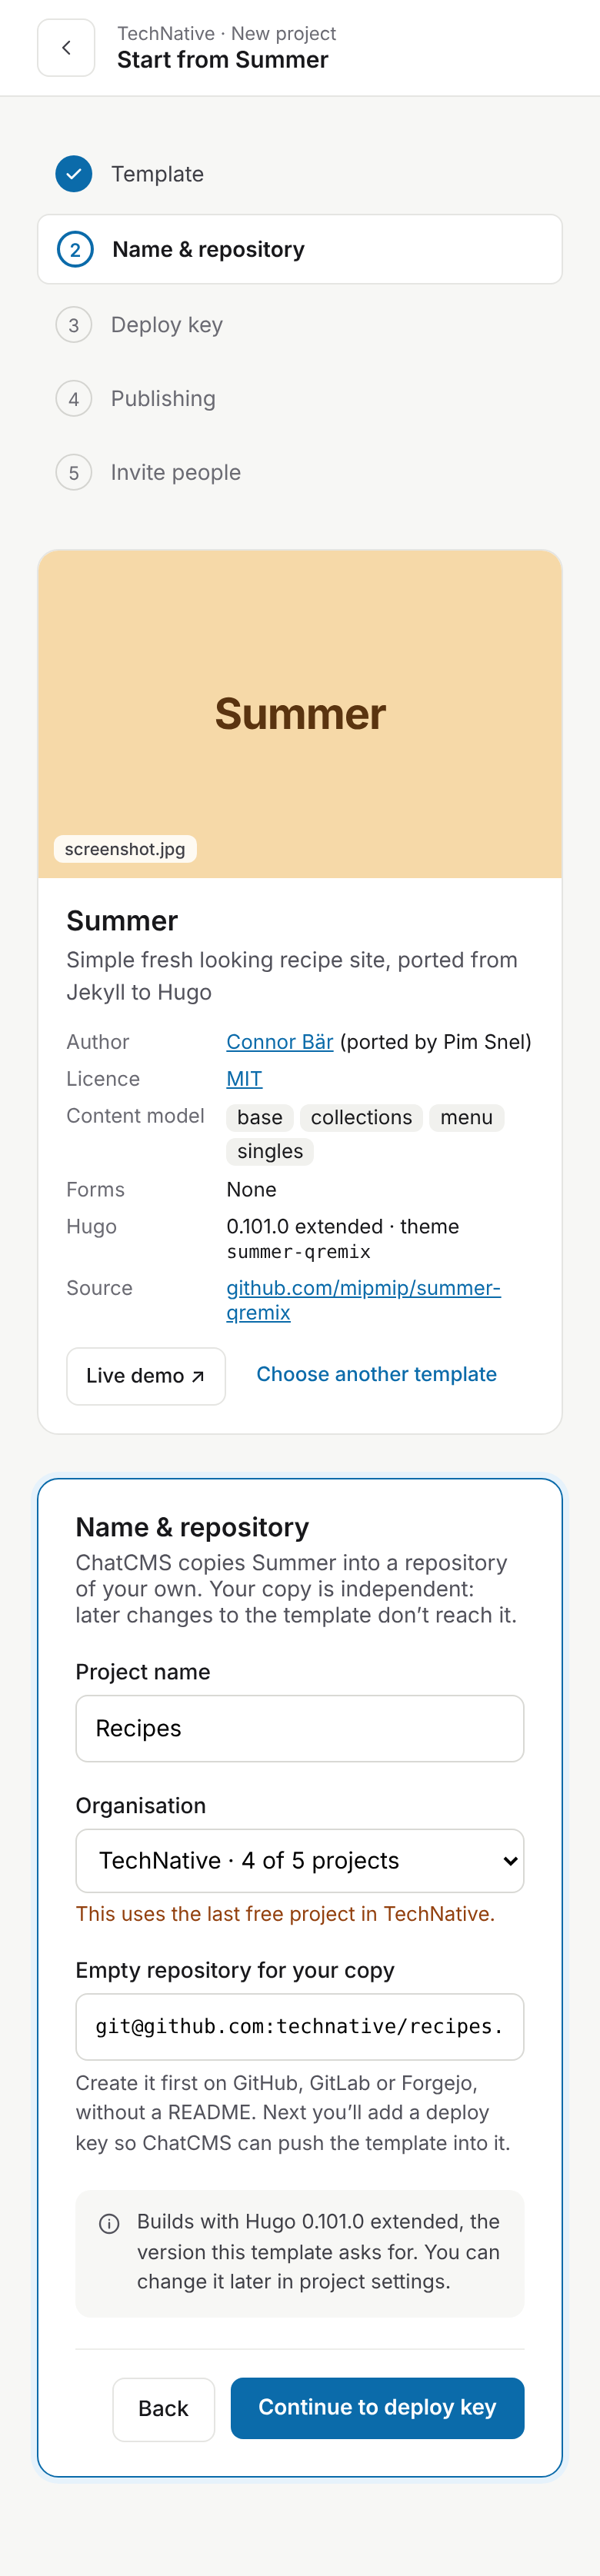 TechNative · New project
Start from Summer
Template
2 Name & repository
3 Deploy key
4 Publishing
5 Invite people
Summer
screenshot.jpg
Summer
Simple fresh looking recipe site, ported from
Jekyll to Hugo
Author Connor Bär (ported by Pim Snel)
Licence MIT
Content model base collections menu
singles
Forms None
Hugo 0.101.0 extended · theme
summer-qremix
Source github.com/mipmip/summer-
qremix
Live demo ↗ Choose another template
Name & repository
ChatCMS copies Summer into a repository
of your own. Your copy is independent:
later changes to the template don’t reach it.
Project name
Recipes
Organisation
TechNative · 4 of 5 projects
This uses the last free project in TechNative.
Empty repository for your copy
git@github.com:technative/recipes.
Create it first on GitHub, GitLab or Forgejo,
without a README. Next you’ll add a deploy
key so ChatCMS can push the template into it.
Builds with Hugo 0.101.0 extended, the
version this template asks for. You can
change it later in project settings.
Back Continue to deploy key